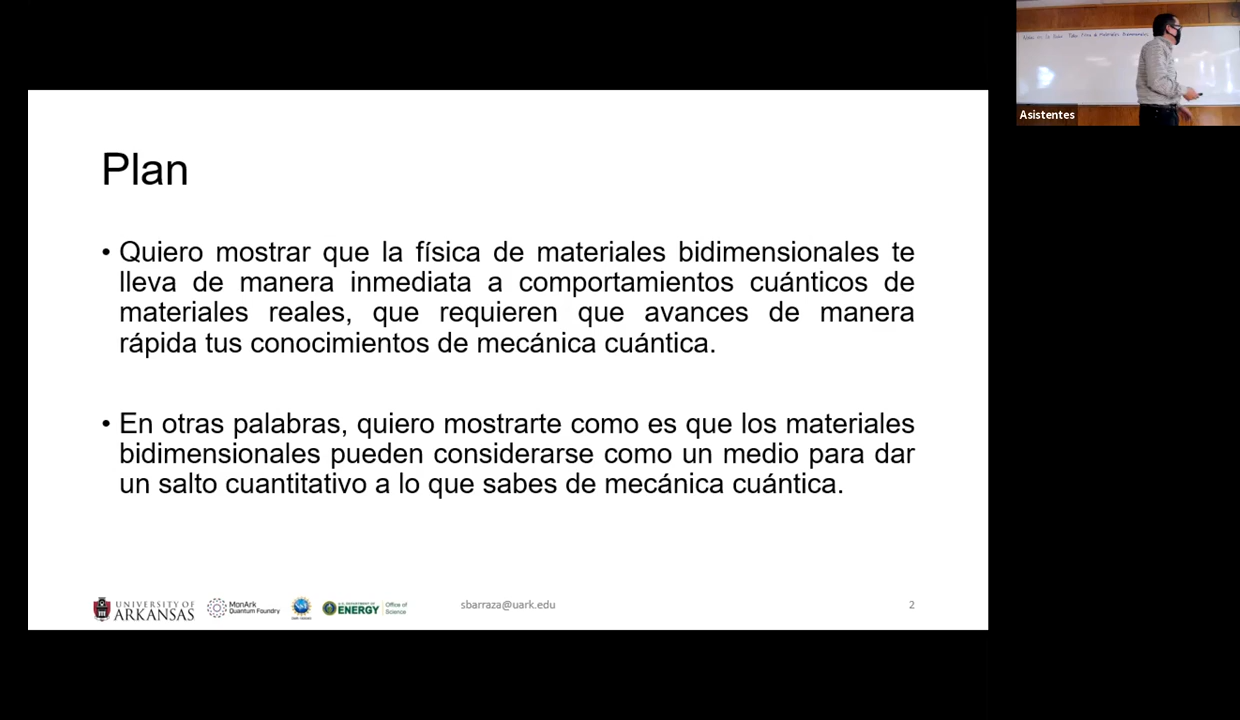 Asistentes
Plan
• Quiero mostrar que la física de materiales bidimensionales te
lleva de manera inmediata a comportamientos cuánticos de
materiales reales, que requieren que avances de manera
rápida tus conocimientos de mecánica cuántica.
• En otras palabras, quiero mostrarte como es que los materiales
bidimensionales pueden considerarse como un medio para dar
un salto cuantitativo a lo que sabes de mecánica cuántica.
UNIVERSITY OF
ARKANSAS
MonArk
Quantum Foundry
ENERGY
Office of
Science
sbarraza@uark.edu
2